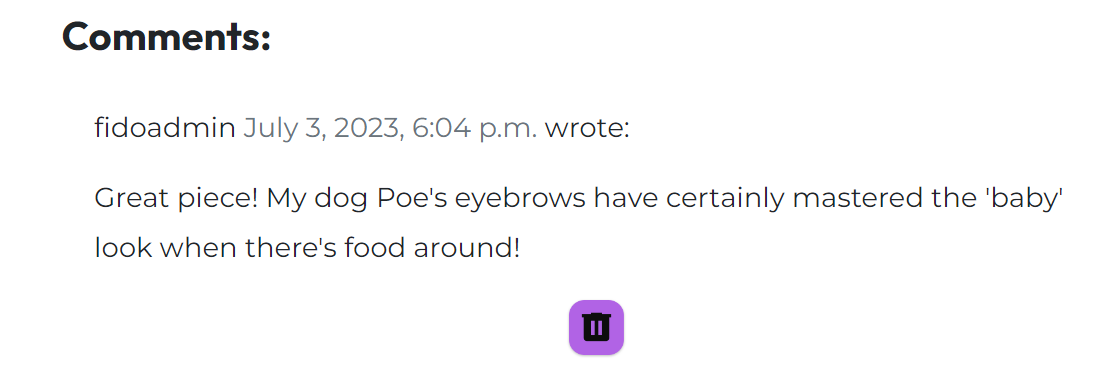 Comments:
fidoadmin July 3, 2023, 6:04 p.m. wrote:
Great piece! My dog Poe's eyebrows have certainly mastered the 'baby'
look when there's food around!